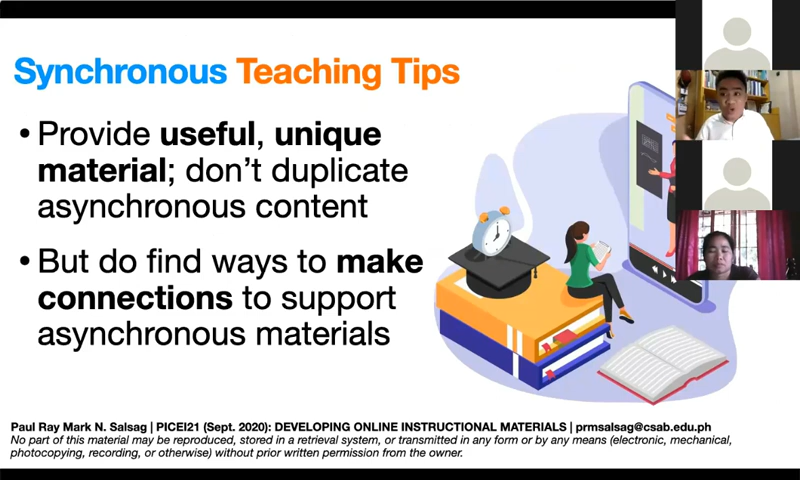 Synchronous Teaching Tips
• Provide useful, unique
material; don’t duplicate
asynchronous content
• But do find ways to make
connections to support
asynchronous materials
Paul Ray Mark N. Salsag | PICEI21 (Sept. 2020): DEVELOPING ONLINE INSTRUCTIONAL MATERIALS | prmsalsag@csab.edu.ph
No part of this material may be reproduced, stored in a retrieval system, or transmitted in any form or by any means (electronic, mechanical,
photocopying, recording, or otherwise) without prior written permission from the owner.